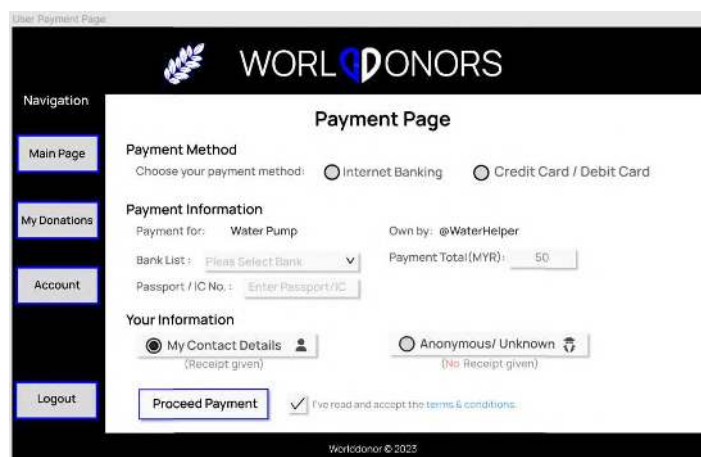 User Payment Page
WORLDDONORS
Navigation
Payment Page
Main Page
Payment Method
Choose your payment method:
Internet Banking
Credit Card / Debit Card
My Donations
Payment Information
Payment for: Water Pump
Own by: @WaterHelper
Bank List : Pleas Select Bank
Payment Total(MYR): 50
Account
Passport / IC No. : Enter Passport/IC
Your Information
My Contact Details
Anonymous/ Unknown
(Receipt given)
(No Receipt given)
Logout
Proceed Payment
I've read and accept the terms & conditions.
Worlddonor © 2023